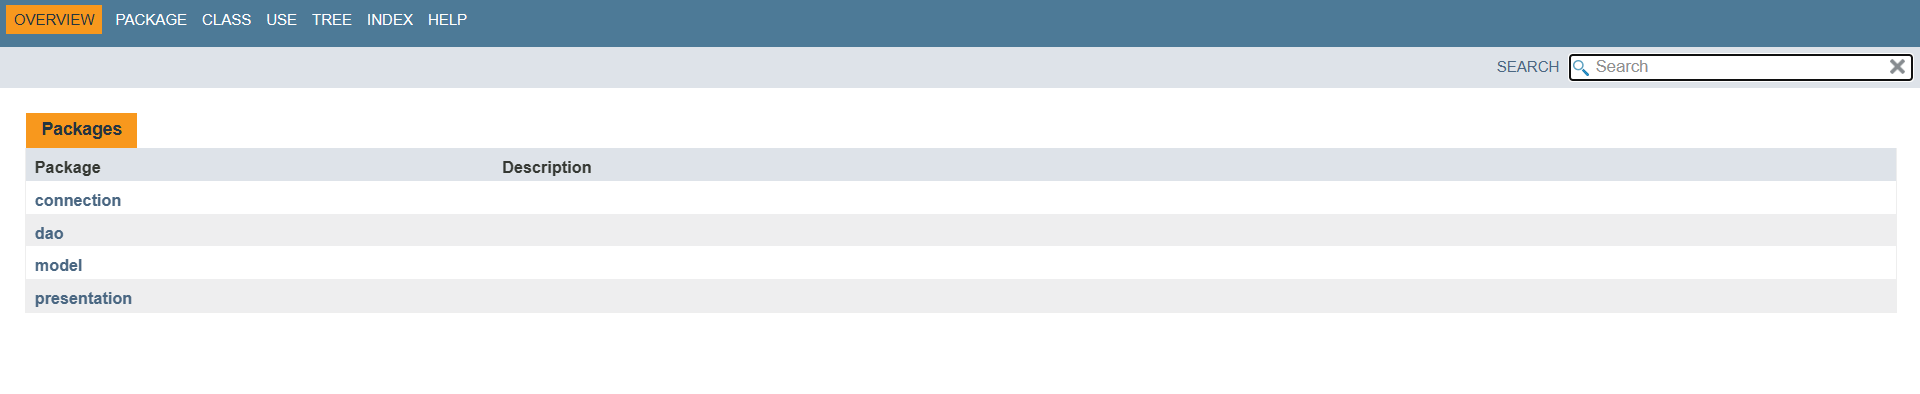 OVERVIEW PACKAGE CLASS USE TREE INDEX HELP
SEARCH Search
Packages
Package Description
connection
dao
model
presentation